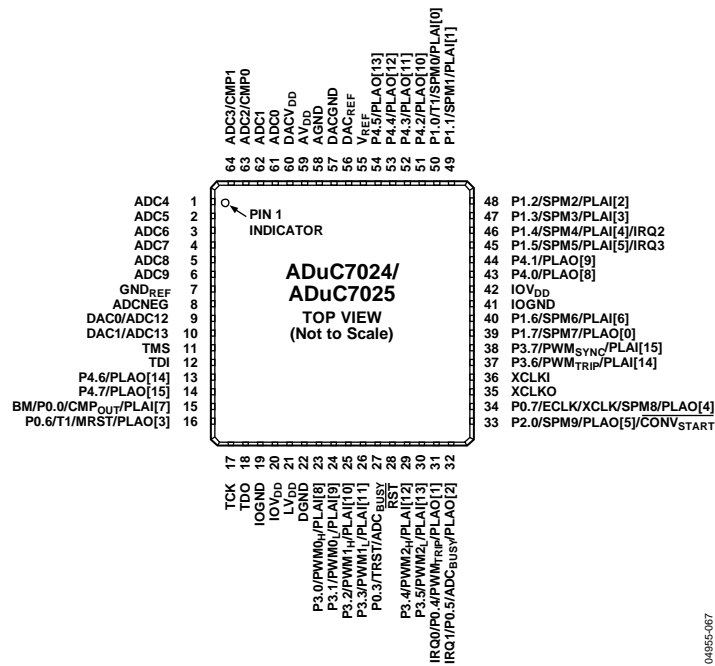 64 ADC3/CMP1
63 ADC2/CMP0
62 ADC1
61 ADC0
60 DACVDD
59 AVDD
58 AGND
57 DACGND
56 DACREF
55 VREF
54 P4.5/PLAO[13]
53 P4.4/PLAO[12]
52 P4.3/PLAO[11]
51 P4.2/PLAO[10]
50 P1.0/T1/SPM0/PLAI[0]
49 P1.1/SPM1/PLAI[1]
ADC4 1
ADC5 2
ADC6 3
ADC7 4
ADC8 5
ADC9 6
GNDREF 7
ADCNEG 8
DAC0/ADC12 9
DAC1/ADC13 10
TMS 11
TDI 12
P4.6/PLAO[14] 13
P4.7/PLAO[15] 14
BM/P0.0/CMPOUT/PLAI[7] 15
P0.6/T1/MRST/PLAO[3] 16
PIN 1
INDICATOR
ADuC7024/
ADuC7025
TOP VIEW
(Not to Scale)
48 P1.2/SPM2/PLAI[2]
47 P1.3/SPM3/PLAI[3]
46 P1.4/SPM4/PLAI[4]/IRQ2
45 P1.5/SPM5/PLAI[5]/IRQ3
44 P4.1/PLAO[9]
43 P4.0/PLAO[8]
42 IOVDD
41 IOGND
40 P1.6/SPM6/PLAI[6]
39 P1.7/SPM7/PLAO[0]
38 P3.7/PWMSYNC/PLAI[15]
37 P3.6/PWMTRIP/PLAI[14]
36 XCLKI
35 XCLKO
34 P0.7/ECLK/XCLK/SPM8/PLAO[4]
33 P2.0/SPM9/PLAO[5]/CONVSTART
TCK 17
TDO 18
IOGND 19
IOVDD 20
LVDD 21
DGND 22
P3.0/PWM0H/PLAI[8] 23
P3.1/PWM0L/PLAI[9] 24
P3.2/PWM1H/PLAI[10] 25
P3.3/PWM1L/PLAI[11] 26
P0.3/TRST/ADCBUSY 27
RST 28
P3.4/PWM2H/PLAI[12] 29
P3.5/PWM2L/PLAI[13] 30
IRQ0/P0.4/PWMTRIP/PLAO[1] 31
IRQ1/P0.5/ADCBUSY/PLAO[2] 32
04955-067